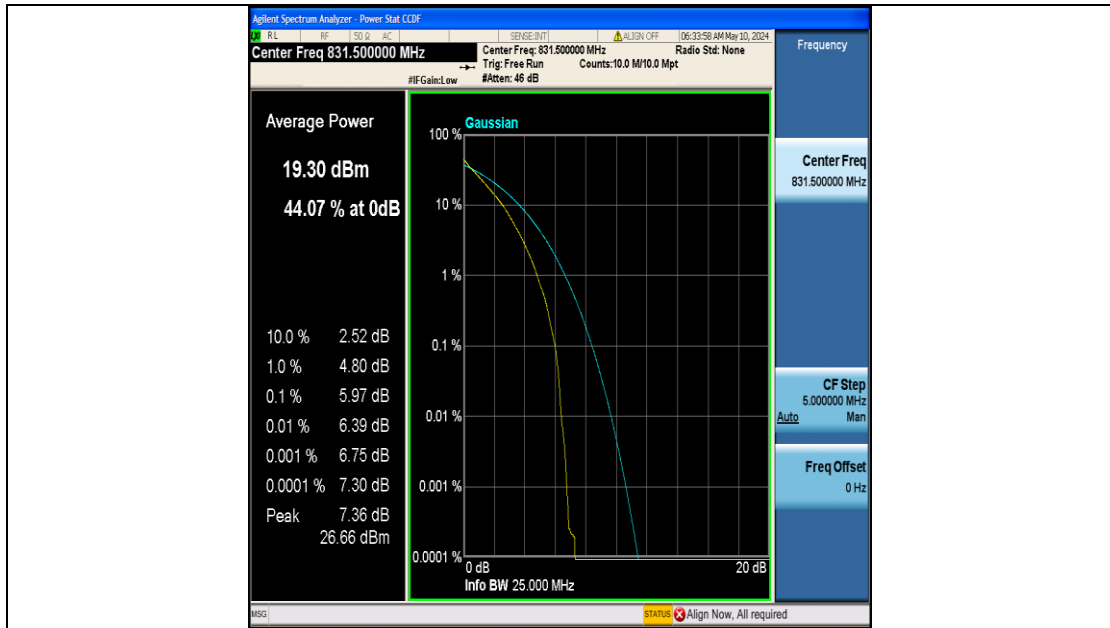 Agilent Spectrum Analyzer - Power Stat CCDF
RL RF 50 Ω AC SENSE:INT ALIGN OFF 06:33:58 AM May 10, 2024
Center Freq 831.500000 MHz
Center Freq: 831.500000 MHz Radio Std: None
Trig: Free Run Counts:10.0 M/10.0 Mpt
#IFGain:Low #Atten: 46 dB
Frequency
Average Power
19.30 dBm
44.07 % at 0dB
10.0 % 2.52 dB
1.0 % 4.80 dB
0.1 % 5.97 dB
0.01 % 6.39 dB
0.001 % 6.75 dB
0.0001 % 7.30 dB
Peak 7.36 dB
26.66 dBm
Gaussian
100 %
10 %
1 %
0.1 %
0.01 %
0.001 %
0.0001 %
0 dB 20 dB
Info BW 25.000 MHz
Center Freq
831.500000 MHz
CF Step
5.000000 MHz
Auto Man
Freq Offset
0 Hz
MSG STATUS Align Now, All required